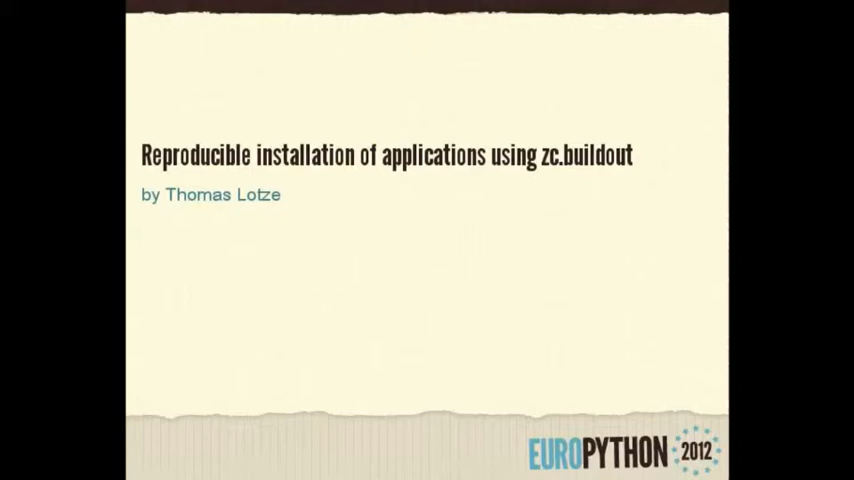 Reproducible installation of applications using zc.buildout
by Thomas Lotze
EUROPYTHON 2012